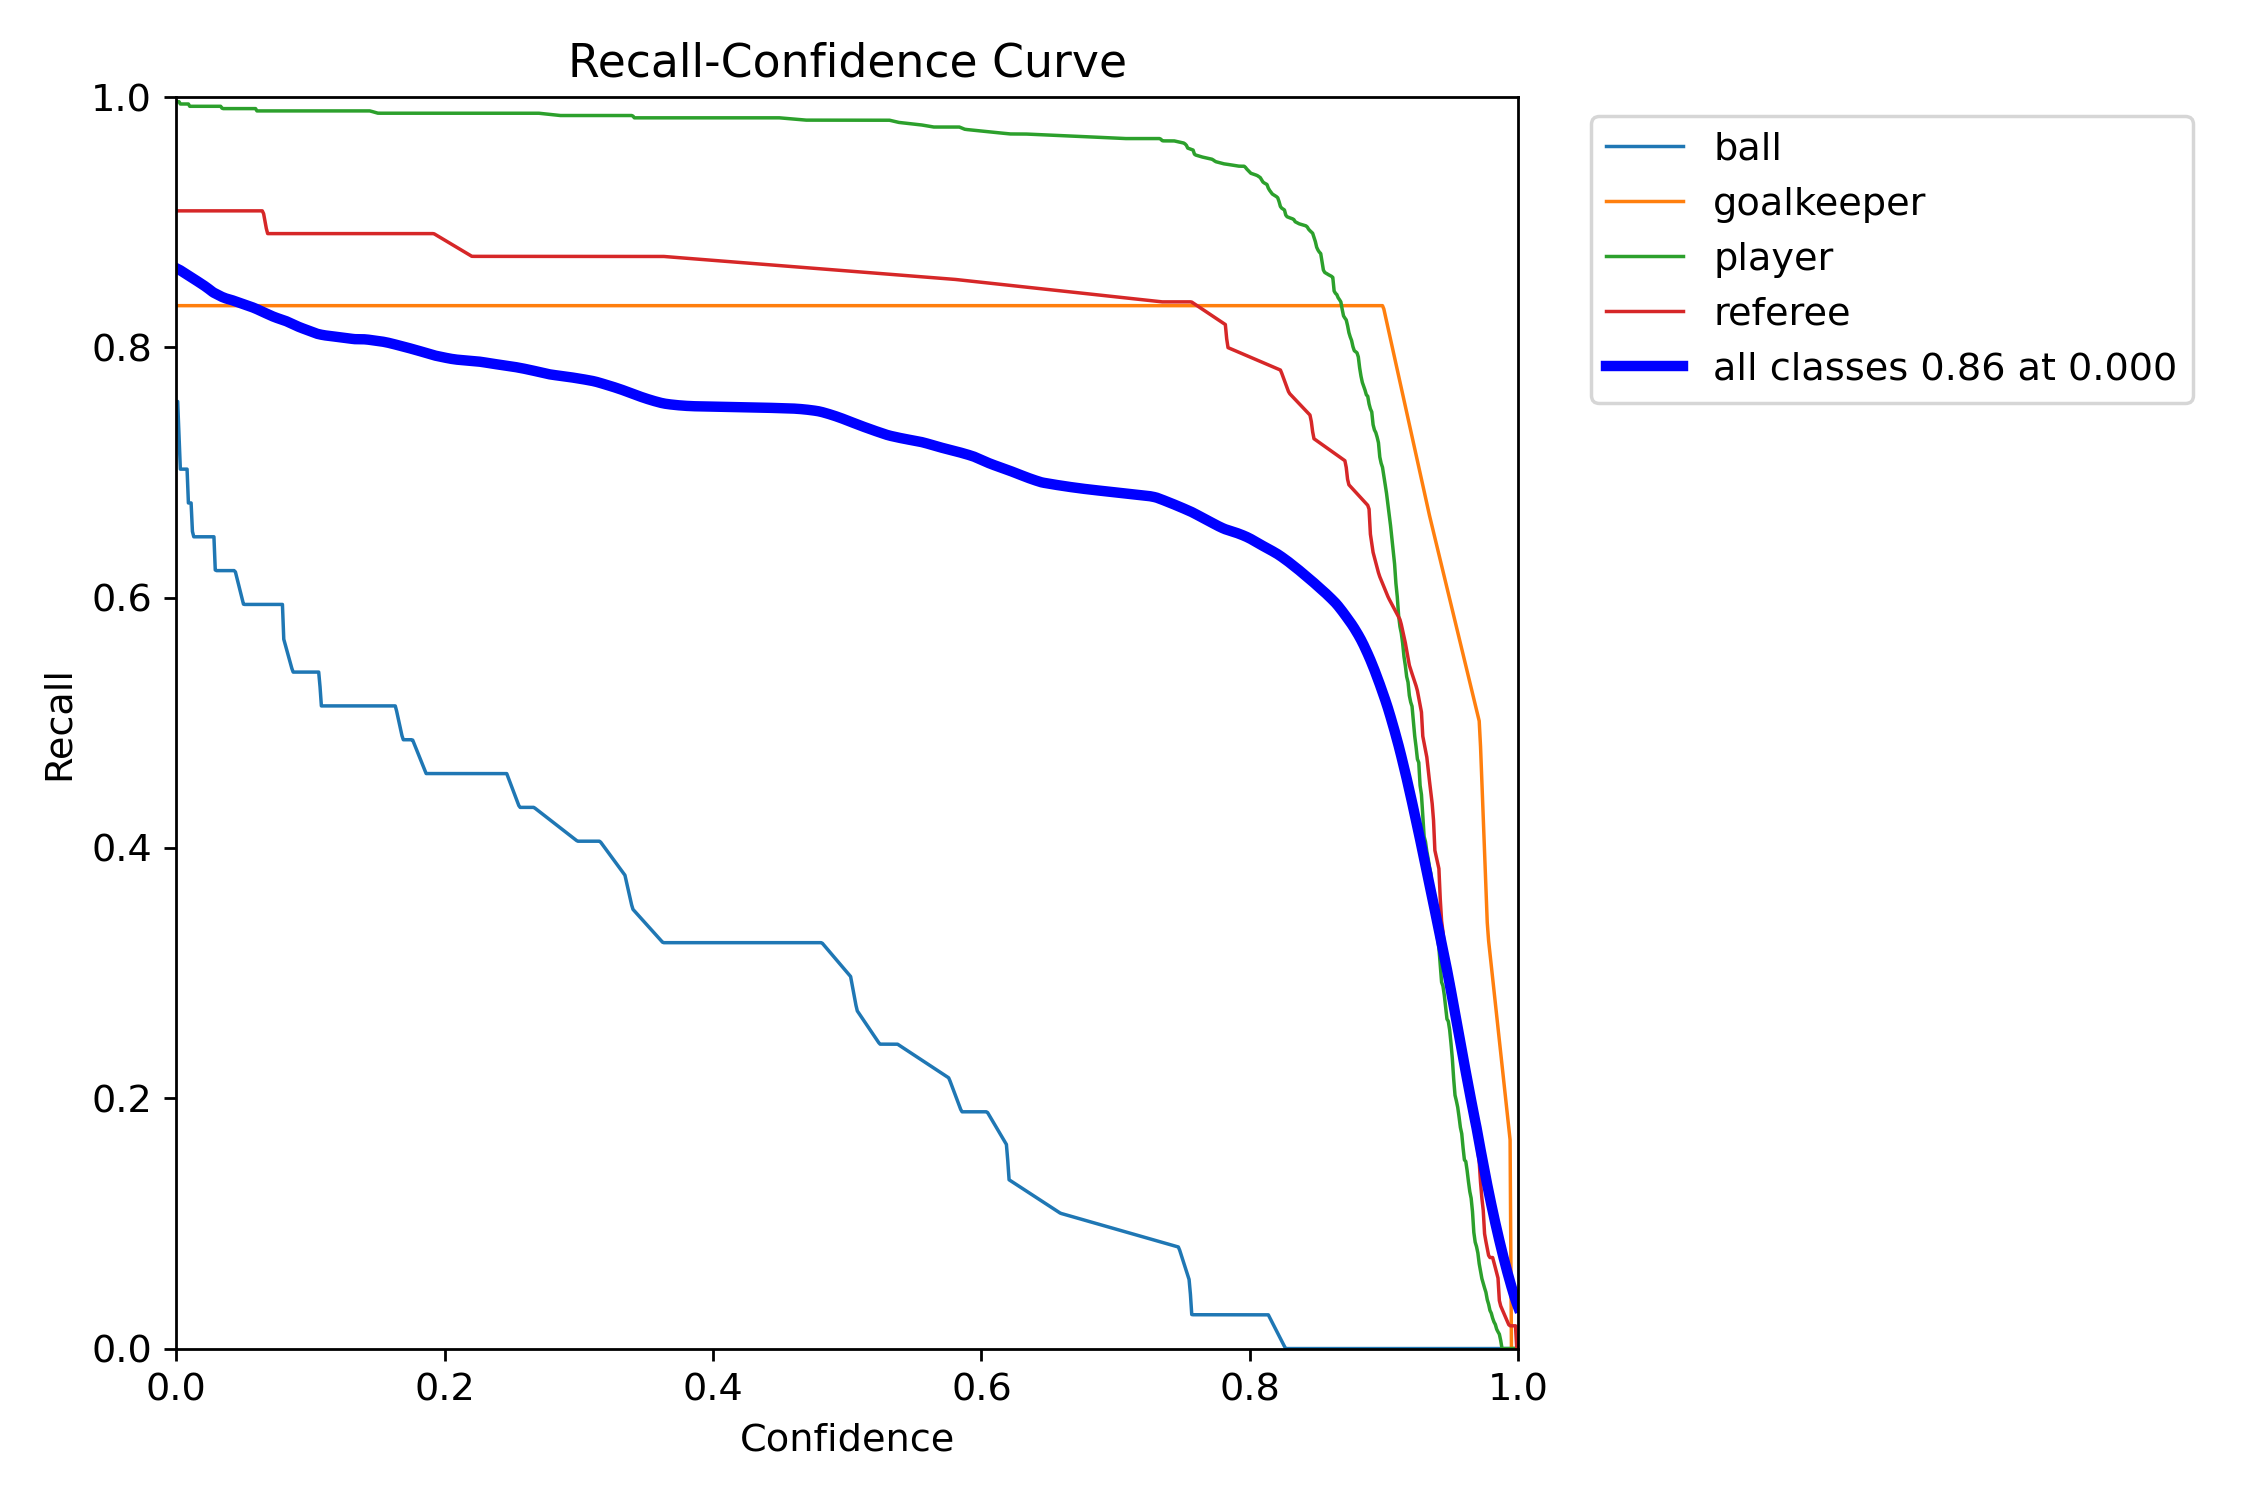 Recall-Confidence Curve
1.0
0.8
0.6
0.4
0.2
0.0
Recall
0.0 0.2 0.4 0.6 0.8 1.0
Confidence
ball
goalkeeper
player
referee
all classes 0.86 at 0.000